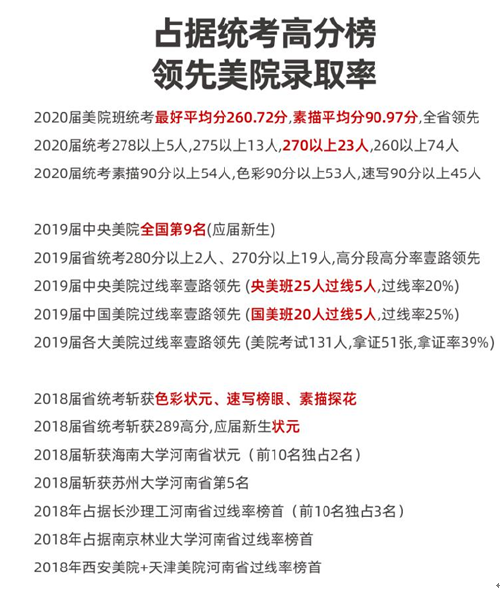 占据统考高分榜
领先美院录取率
2020届美院班统考最好平均分260.72分,素描平均分90.97分,全省领先
2020届统考278以上5人,275以上13人,270以上23人,260以上74人
2020届统考素描90分以上54人,色彩90分以上53人,速写90分以上45人
2019届中央美院全国第9名(应届新生)
2019届省统考280分以上2人、270分以上19人,高分段高分率壹路领先
2019届中央美院过线率壹路领先 (央美班25人过线5人,过线率20%)
2019届中国美院过线率壹路领先 (国美班20人过线5人,过线率25%)
2019届各大美院过线率壹路领先 (美院考试131人,拿证51张,拿证率39%)
2018届省统考斩获色彩状元、速写榜眼、素描探花
2018届省统考斩获289高分,应届新生状元
2018届斩获海南大学河南省状元（前10名独占2名）
2018届斩获苏州大学河南省第5名
2018年占据长沙理工河南省过线率榜首（前10名独占3名）
2018年占据南京林业大学河南省过线率榜首
2018年西安美院+天津美院河南省过线率榜首